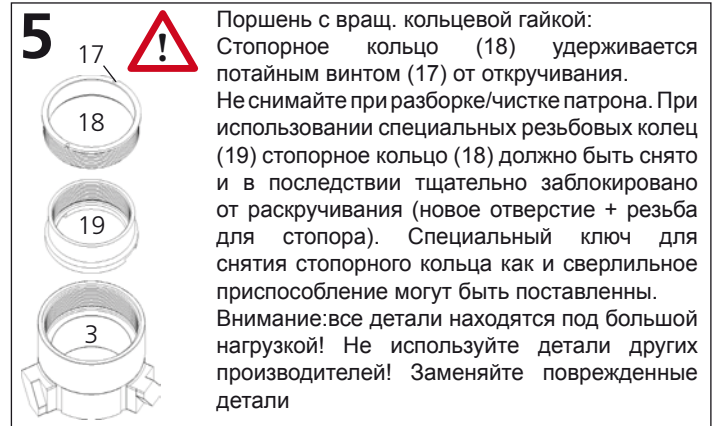 5
17
18
19
3
!
Поршень с вращ. кольцевой гайкой:
Стопорное кольцо (18) удерживается
потайным винтом (17) от откручивания.
Не снимайте при разборке/чистке патрона. При
использовании специальных резьбовых колец
(19) стопорное кольцо (18) должно быть снято
и в последствии тщательно заблокировано
от раскручивания (новое отверстие + резьба
для стопора). Специальный ключ для
снятия стопорного кольца как и сверлильное
приспособление могут быть поставленны.
Внимание:все детали находятся под большой
нагрузкой! Не используйте детали других
производителей! Заменяйте поврежденные
детали